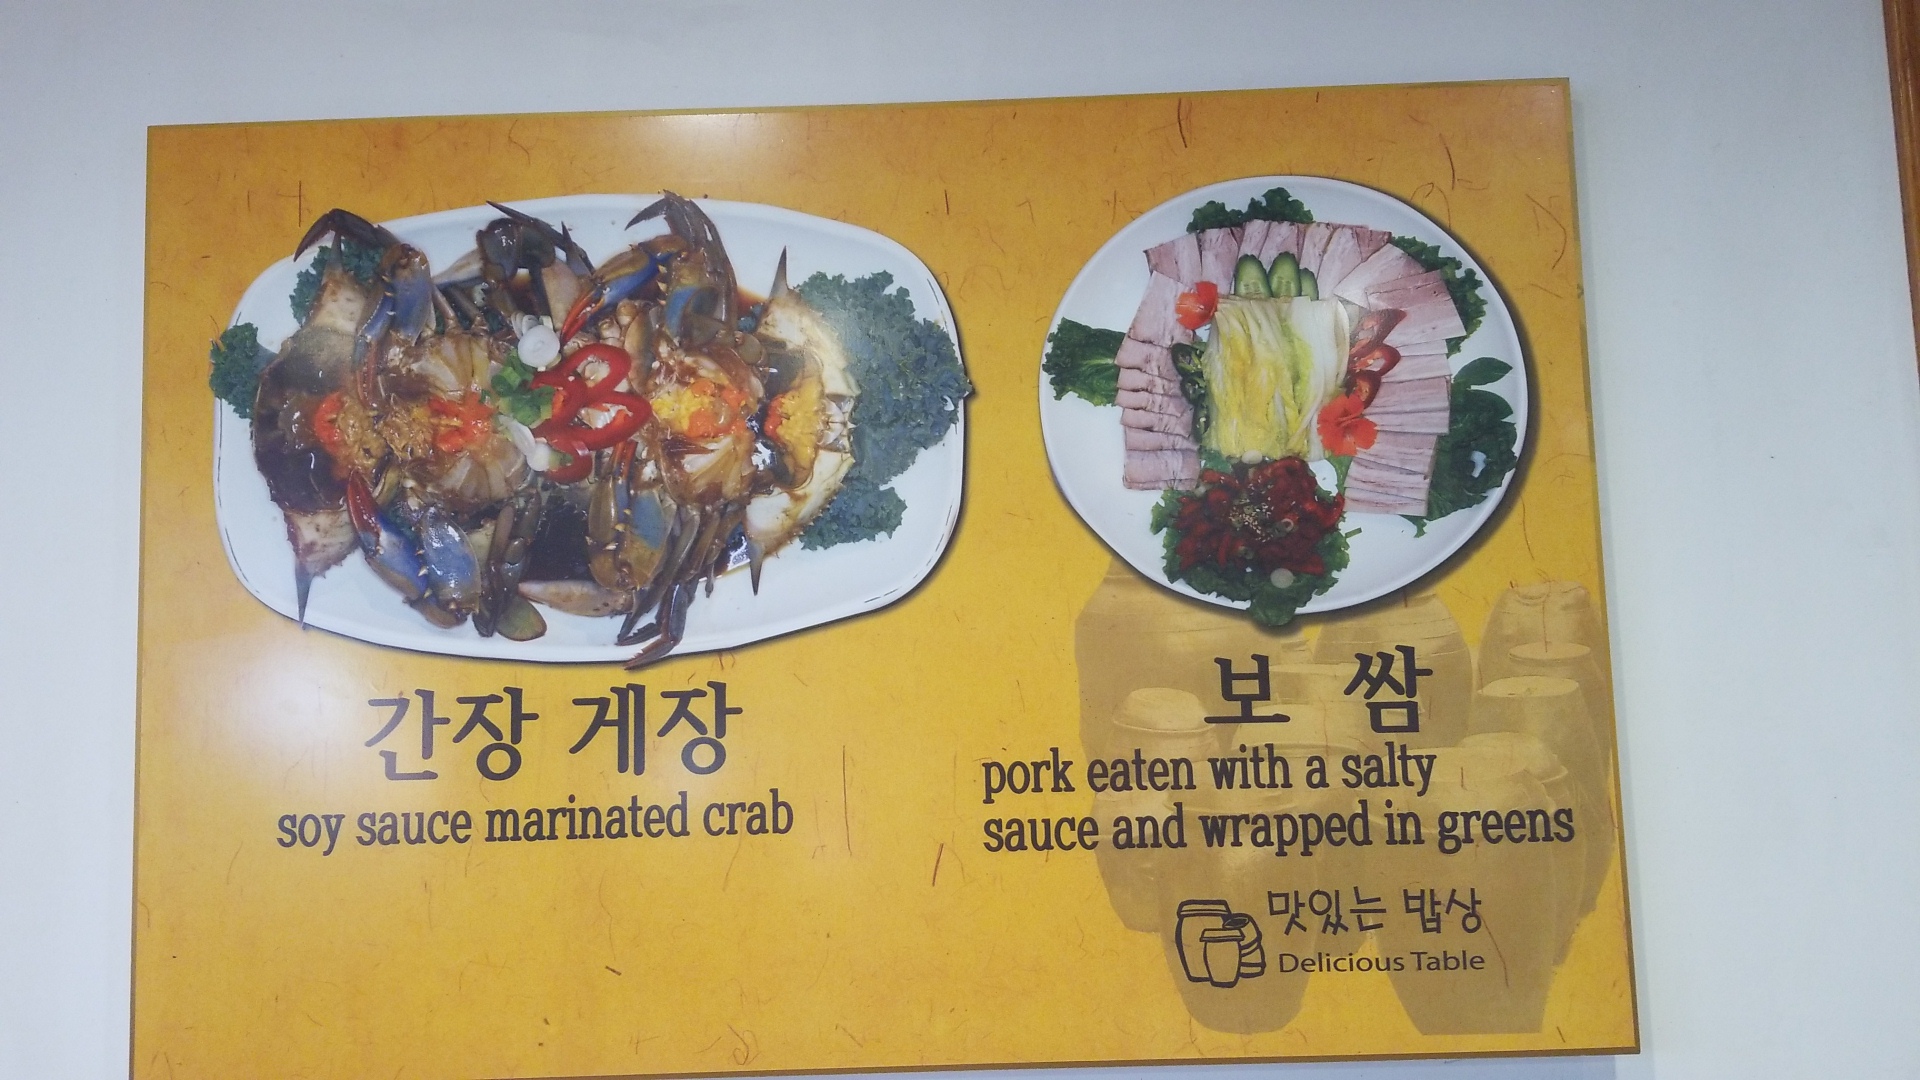 간장 게장
soy sauce marinated crab
보 쌈
pork eaten with a salty
sauce and wrapped in greens
맛있는 밥상
Delicious Table